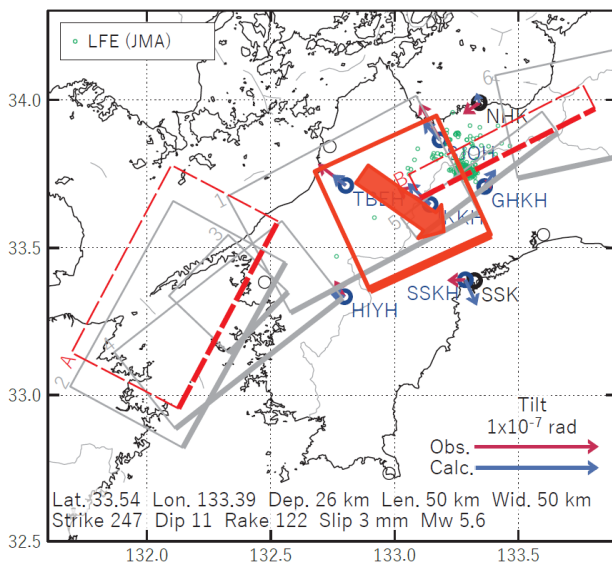 LFE (JMA)
34.0
33.5
33.0
32.5
132.0
132.5
133.0
133.5
6
NHK
B
TBEH
GHKH
KKH
5
1
3
SSKH
SSK
HIYH
A
2
4
Tilt
1x10⁻⁷ rad
Obs.
Calc.
Lat. 33.54 Lon. 133.39 Dep. 26 km Len. 50 km Wid. 50 km
Strike 247 Dip 11 Rake 122 Slip 3 mm Mw 5.6